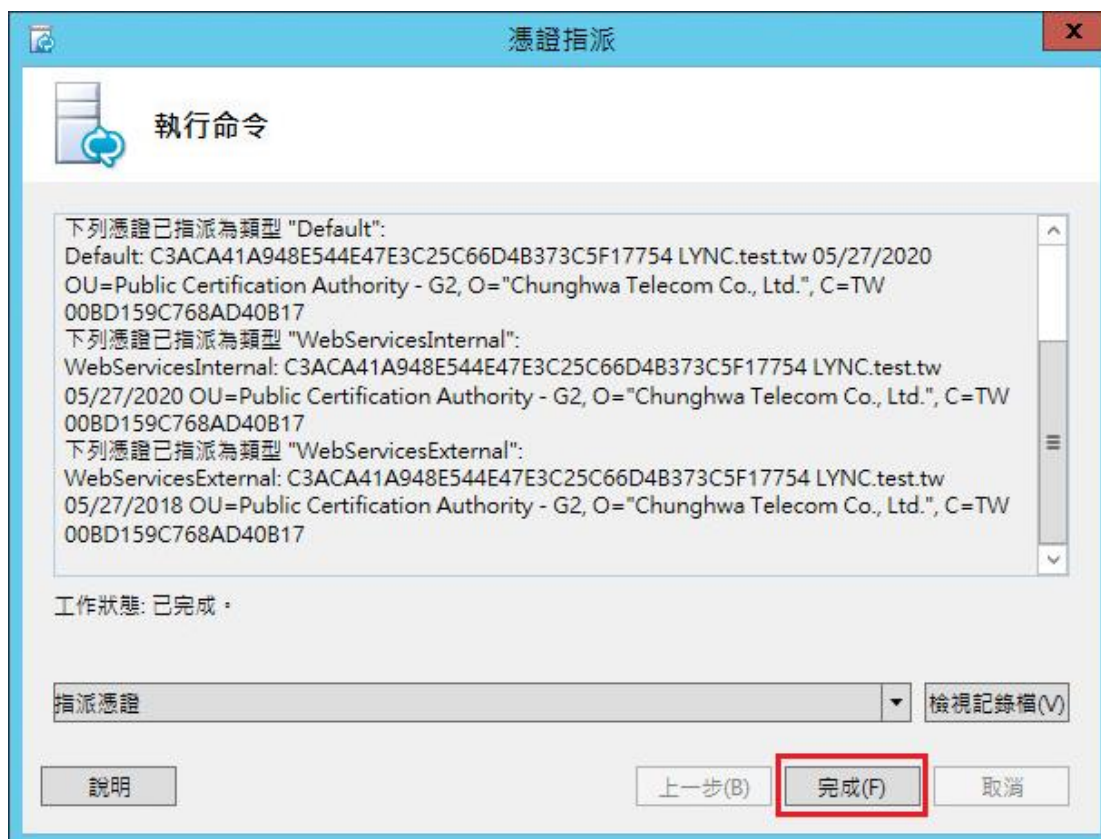 憑證指派
x
執行命令
下列憑證已指派為類型 "Default":
Default: C3ACA41A948E544E47E3C25C66D4B373C5F17754 LYNC.test.tw 05/27/2020
OU=Public Certification Authority - G2, O="Chunghwa Telecom Co., Ltd.", C=TW
00BD159C768AD40B17
下列憑證已指派為類型 "WebServicesInternal":
WebServicesInternal: C3ACA41A948E544E47E3C25C66D4B373C5F17754 LYNC.test.tw
05/27/2020 OU=Public Certification Authority - G2, O="Chunghwa Telecom Co., Ltd.", C=TW
00BD159C768AD40B17
下列憑證已指派為類型 "WebServicesExternal":
WebServicesExternal: C3ACA41A948E544E47E3C25C66D4B373C5F17754 LYNC.test.tw
05/27/2018 OU=Public Certification Authority - G2, O="Chunghwa Telecom Co., Ltd.", C=TW
00BD159C768AD40B17
工作狀態: 已完成。
指派憑證
檢視記錄檔(V)
說明
上一步(B)
完成(F)
取消